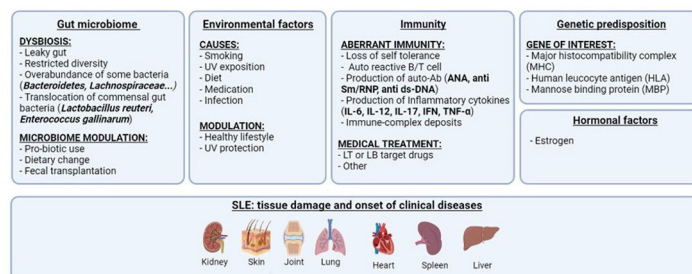 Gut microbiome
DYSBIOSIS:
- Leaky gut
- Restricted diversity
- Overabundance of some bacteria
(Bacteroidetes, Lachnospiraceae...)
- Translocation of commensal gut
bacteria (Lactobacillus reuteri,
Enterococcus gallinarum)
MICROBIOME MODULATION:
- Pro-biotic use
- Dietary change
- Fecal transplantation
Environmental factors
CAUSES:
- Smoking
- UV exposition
- Diet
- Medication
- Infection
MODULATION:
- Healthy lifestyle
- UV protection
Immunity
ABERRANT IMMUNITY:
- Loss of self tolerance
- Auto reactive B/T cell
- Production of auto-Ab (ANA, anti
Sm/RNP, anti ds-DNA)
- Production of Inflammatory cytokines
(IL-6, IL-12, IL-17, IFN, TNF-α)
- Immune-complex deposits
MEDICAL TREATMENT:
- LT or LB target drugs
- Other
Genetic predisposition
GENE OF INTEREST:
- Major histocompatibility complex
(MHC)
- Human leucocyte antigen (HLA)
- Mannose binding protein (MBP)
Hormonal factors
- Estrogen
SLE: tissue damage and onset of clinical diseases
Kidney Skin Joint Lung Heart Spleen Liver